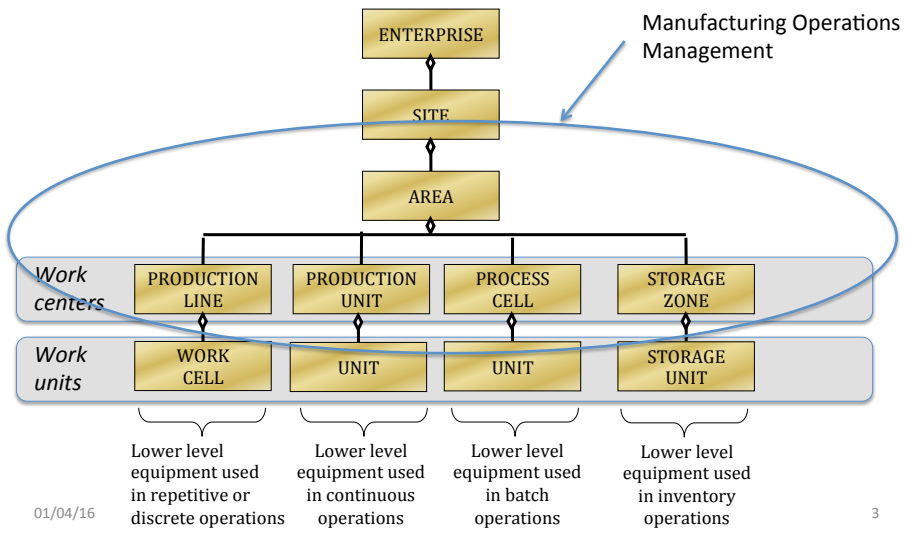 ENTERPRISE
Manufacturing Operations
Management
SITE
AREA
Work
centers
PRODUCTION
LINE
PRODUCTION
UNIT
PROCESS
CELL
STORAGE
ZONE
Work
units
WORK
CELL
UNIT
UNIT
STORAGE
UNIT
Lower level
equipment used
in repetitive or
discrete operations
Lower level
equipment used
in continuous
operations
Lower level
equipment used
in batch
operations
Lower level
equipment used
in inventory
operations
01/04/16
3